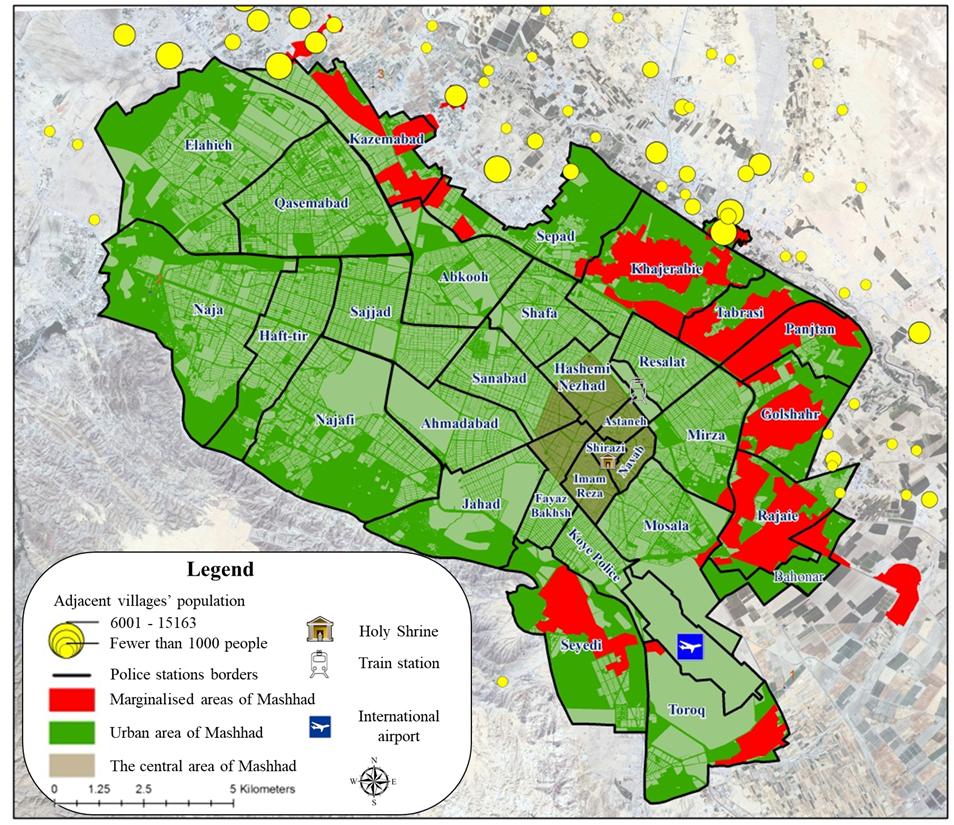 3
Kazemabad
Elahieh
Qasemabad
Sepad
Khajerabie
Abkooh
2
Naja
Haft-tir
Sajjad
Shafa
Tabrasi
Panjtan
Resalat
Hashemi
Nezhad
Sanabad
Najafi
Ahmadabad
Astaneh
Mirza
Golshahr
Shirazi
Navab
Imam
Reza
Jahad
Fayaz
Bakhsh
Mosala
Rajaie
Koye Police
Bahonar
Seyedi
1
Toroq
Legend
Adjacent villages' population
6001 - 15163
Fewer than 1000 people
Police stations borders
Marginalised areas of Mashhad
Urban area of Mashhad
The central area of Mashhad
Holy Shrine
Train station
International
airport
0 1.25 2.5 5 Kilometers
N
W E
S